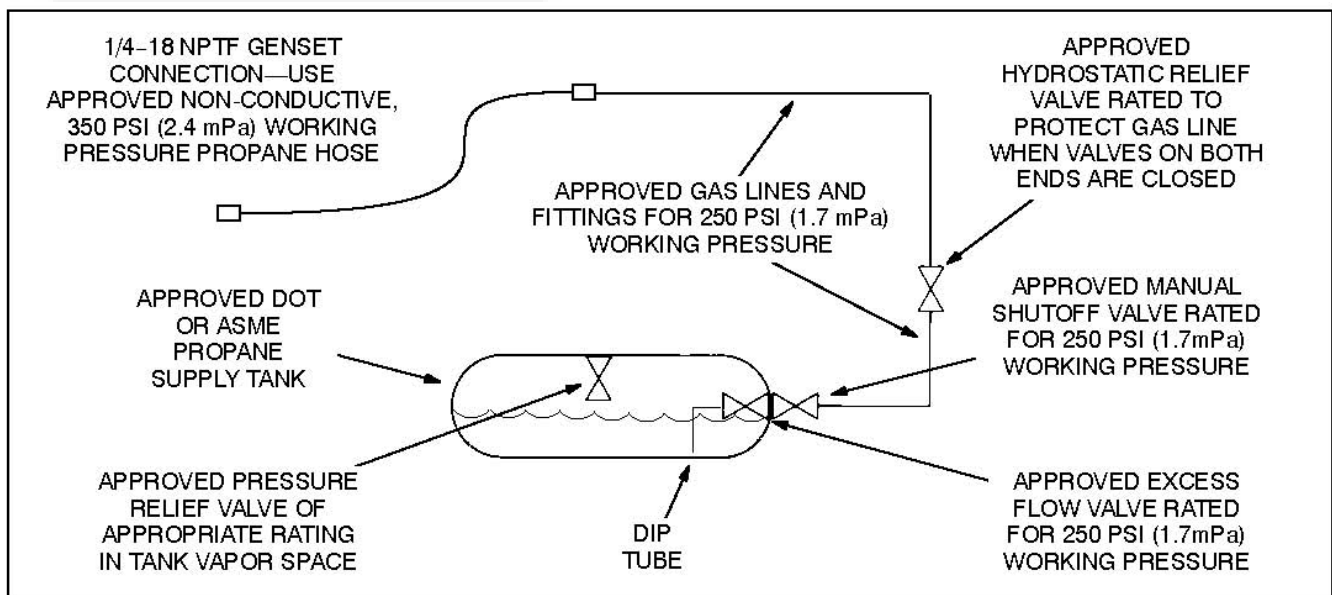 1/4–18 NPTF GENSET
CONNECTION—USE
APPROVED NON-CONDUCTIVE,
350 PSI (2.4 mPa) WORKING
PRESSURE PROPANE HOSE
APPROVED
HYDROSTATIC RELIEF
VALVE RATED TO
PROTECT GAS LINE
WHEN VALVES ON BOTH
ENDS ARE CLOSED
APPROVED GAS LINES AND
FITTINGS FOR 250 PSI (1.7 mPa)
WORKING PRESSURE
APPROVED DOT
OR ASME
PROPANE
SUPPLY TANK
APPROVED MANUAL
SHUTOFF VALVE RATED
FOR 250 PSI (1.7mPa)
WORKING PRESSURE
APPROVED PRESSURE
RELIEF VALVE OF
APPROPRIATE RATING
IN TANK VAPOR SPACE
DIP
TUBE
APPROVED EXCESS
FLOW VALVE RATED
FOR 250 PSI (1.7mPa)
WORKING PRESSURE